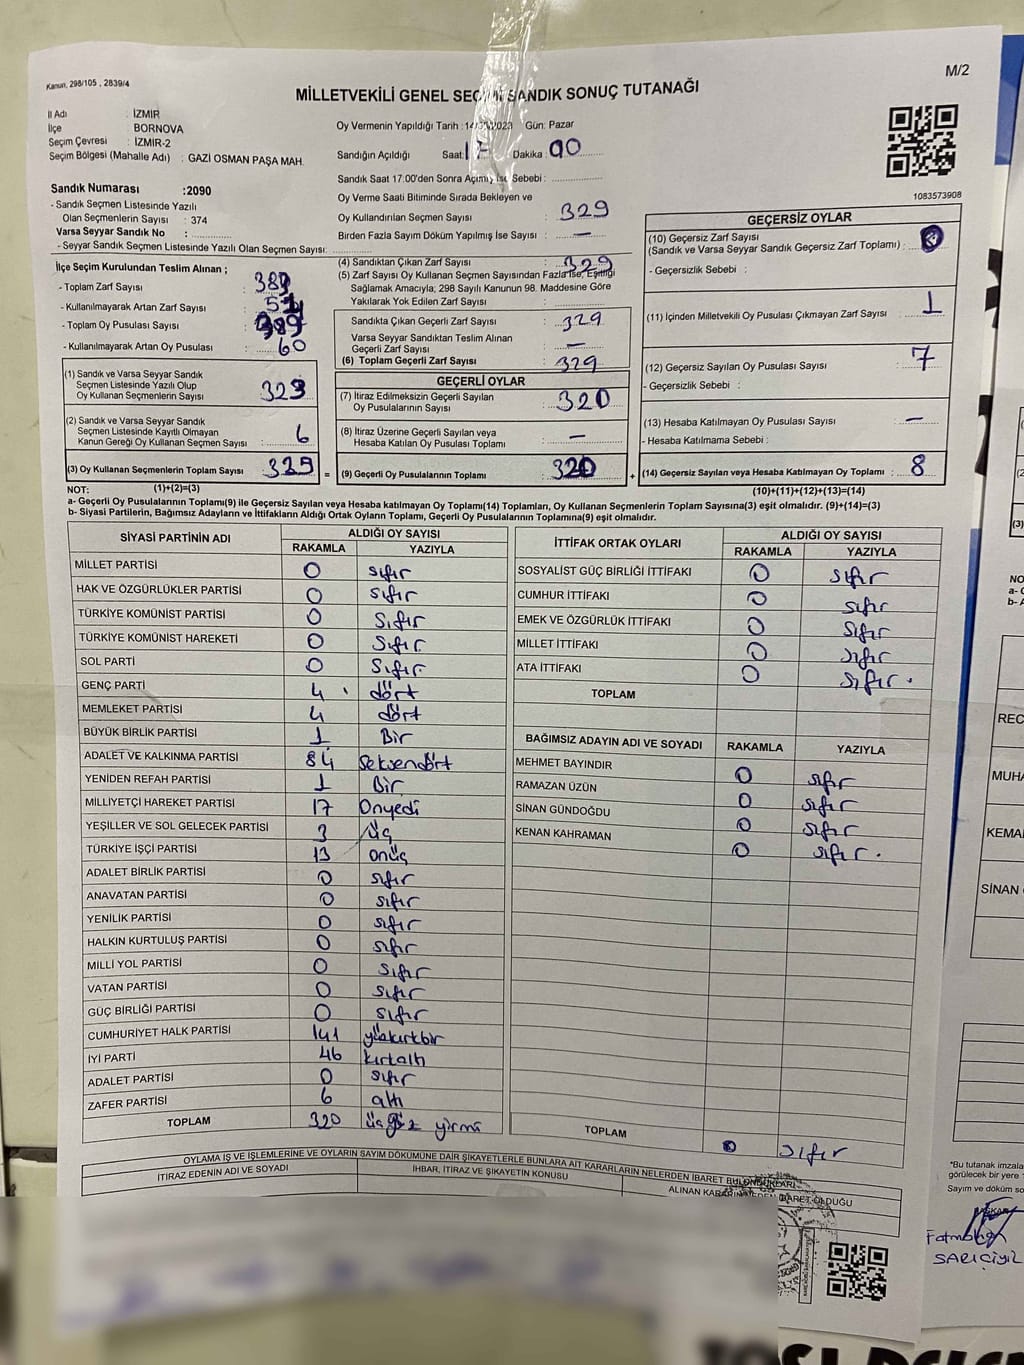 Kanun, 298/105 , 2839/4
M/2
MİLLETVEKİLİ GENEL SEÇİMİ SANDIK SONUÇ TUTANAĞI
İl Adı : İZMİR
İlçe : BORNOVA
Seçim Çevresi : İZMİR-2
Seçim Bölgesi (Mahalle Adı) : GAZİ OSMAN PAŞA MAH.
Oy Vermenin Yapıldığı Tarih : Gün: Pazar
Sandığın Açıldığı Saat: 17 Dakika : 00
Sandık Saat 17:00'den Sonra Açılmış ise Sebebi :
1083573908
Sandık Numarası :2090
- Sandık Seçmen Listesinde Yazılı
Olan Seçmenlerin Sayısı : 374
Varsa Seyyar Sandık No :
- Seyyar Sandık Seçmen Listesinde Yazılı Olan Seçmen Sayısı:
Oy Verme Saati Bitiminde Sırada Bekleyen ve
Oy Kullandırılan Seçmen Sayısı : 329
Birden Fazla Sayım Döküm Yapılmış İse Sayısı : —
İlçe Seçim Kurulundan Teslim Alınan ;
- Toplam Zarf Sayısı :
- Kullanılmayarak Artan Zarf Sayısı :
- Toplam Oy Pusulası Sayısı :
- Kullanılmayarak Artan Oy Pusulası : 60
(4) Sandıktan Çıkan Zarf Sayısı : 329
(5) Zarf Sayısı Oy Kullanan Seçmen Sayısından Fazla ise, Eşitliği
Sağlamak Amacıyla; 298 Sayılı Kanunun 98. Maddesine Göre
Yakılarak Yok Edilen Zarf Sayısı :
Sandıkta Çıkan Geçerli Zarf Sayısı : 329
Varsa Seyyar Sandıktan Teslim Alınan
Geçerli Zarf Sayısı : —
(6) Toplam Geçerli Zarf Sayısı : 329
(1) Sandık ve Varsa Seyyar Sandık
Seçmen Listesinde Yazılı Olup
Oy Kullanan Seçmenlerin Sayısı : 323
(2) Sandık ve Varsa Seyyar Sandık
Seçmen Listesinde Kayıtlı Olmayan
Kanun Gereği Oy Kullanan Seçmen Sayısı : 6
(3) Oy Kullanan Seçmenlerin Toplam Sayısı : 329 =
GEÇERLİ OYLAR
(7) İtiraz Edilmeksizin Geçerli Sayılan
Oy Pusulalarının Sayısı : 320
(8) İtiraz Üzerine Geçerli Sayılan veya
Hesaba Katılan Oy Pusulası Toplamı : —
(9) Geçerli Oy Pusulalarının Toplamı : 320 +
GEÇERSİZ OYLAR
(10) Geçersiz Zarf Sayısı
(Sandık ve Varsa Seyyar Sandık Geçersiz Zarf Toplamı) : 0
- Geçersizlik Sebebi :
(11) İçinden Milletvekili Oy Pusulası Çıkmayan Zarf Sayısı : 1
(12) Geçersiz Sayılan Oy Pusulası Sayısı : 7
- Geçersizlik Sebebi :
(13) Hesaba Katılmayan Oy Pusulası Sayısı : —
- Hesaba Katılmama Sebebi :
(14) Geçersiz Sayılan veya Hesaba Katılmayan Oy Toplamı : 8
NOT: (1)+(2)=(3)
(10)+(11)+(12)+(13)=(14)
a- Geçerli Oy Pusulalarının Toplamı(9) ile Geçersiz Sayılan veya Hesaba katılmayan Oy Toplamı(14) Toplamları, Oy Kullanan Seçmenlerin Toplam Sayısına(3) eşit olmalıdır. (9)+(14)=(3)
b- Siyasi Partilerin, Bağımsız Adayların ve İttifakların Aldığı Ortak Oyların Toplamı, Geçerli Oy Pusulalarının Toplamına(9) eşit olmalıdır.
SİYASİ PARTİNİN ADI ALDIĞI OY SAYISI
RAKAMLA YAZIYLA
MİLLET PARTİSİ 0 sıfır
HAK VE ÖZGÜRLÜKLER PARTİSİ 0 sıfır
TÜRKİYE KOMÜNİST PARTİSİ 0 sıfır
TÜRKİYE KOMÜNİST HAREKETİ 0 sıfır
SOL PARTİ 0 sıfır
GENÇ PARTİ 4 dört
MEMLEKET PARTİSİ 4 dört
BÜYÜK BİRLİK PARTİSİ 1 Bir
ADALET VE KALKINMA PARTİSİ 84 Seksendört
YENİDEN REFAH PARTİSİ 1 Bir
MİLLİYETÇİ HAREKET PARTİSİ 17 Onyedi
YEŞİLLER VE SOL GELECEK PARTİSİ 3 üç
TÜRKİYE İŞÇİ PARTİSİ 13 onüç
ADALET BİRLİK PARTİSİ 0 sıfır
ANAVATAN PARTİSİ 0 sıfır
YENİLİK PARTİSİ 0 sıfır
HALKIN KURTULUŞ PARTİSİ 0 sıfır
MİLLİ YOL PARTİSİ 0 sıfır
VATAN PARTİSİ 0 sıfır
GÜÇ BİRLİĞİ PARTİSİ 0 sıfır
CUMHURİYET HALK PARTİSİ 141 yüzkırkbir
İYİ PARTİ 46 kırkaltı
ADALET PARTİSİ 0 sıfır
ZAFER PARTİSİ 6 altı
TOPLAM 320 üçyüz yirmi
İTTİFAK ORTAK OYLARI ALDIĞI OY SAYISI
RAKAMLA YAZIYLA
SOSYALİST GÜÇ BİRLİĞİ İTTİFAKI 0 sıfır
CUMHUR İTTİFAKI 0 sıfır
EMEK VE ÖZGÜRLÜK İTTİFAKI 0 sıfır
MİLLET İTTİFAKI 0 sıfır
ATA İTTİFAKI 0 sıfır.
TOPLAM
BAĞIMSIZ ADAYIN ADI VE SOYADI RAKAMLA YAZIYLA
MEHMET BAYINDIR 0 sıfır
RAMAZAN ÜZÜN 0 sıfır
SİNAN GÜNDOĞDU 0 sıfır
KENAN KAHRAMAN 0 sıfır.
TOPLAM 0 sıfır
OYLAMA İŞ VE İŞLEMLERİNE VE OYLARIN SAYIM DÖKÜMÜNE DAİR ŞİKAYETLERLE BUNLARA AİT KARARLARIN NELERDEN İBARET BULUNDUKLARI
İTİRAZ EDENİN ADI VE SOYADI İHBAR, İTİRAZ VE ŞİKAYETİN KONUSU ALINAN KARARIN NEDEN İBARET OLDUĞU
(3)
NO
REC
MUHA
KEMA
SİNAN
*Bu tutanak imzala
görülecek bir yere
Sayım ve döküm so
SARIÇİYİL